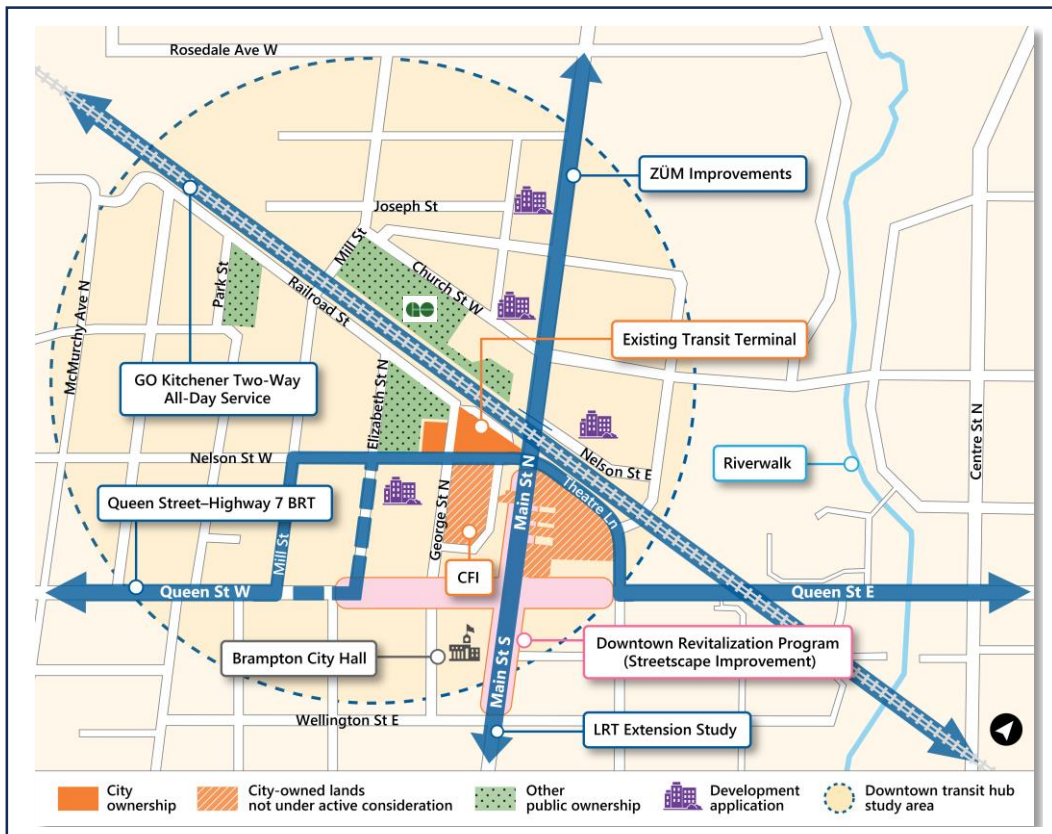 Rosedale Ave W
ZÜM Improvements
Joseph St
Mill St
Church St W
Park St
Railroad St
GO
McMurchy Ave N
Existing Transit Terminal
GO Kitchener Two-Way
All-Day Service
Elizabeth St N
Centre St N
Nelson St W
Nelson St E
Main St N
Theatre Ln
Riverwalk
Queen Street–Highway 7 BRT
George St N
Mill St
CFI
Queen St W
Queen St E
Brampton City Hall
Main St S
Downtown Revitalization Program
(Streetscape Improvement)
Wellington St E
LRT Extension Study
City
ownership
City-owned lands
not under active consideration
Other
public ownership
Development
application
Downtown transit hub
study area